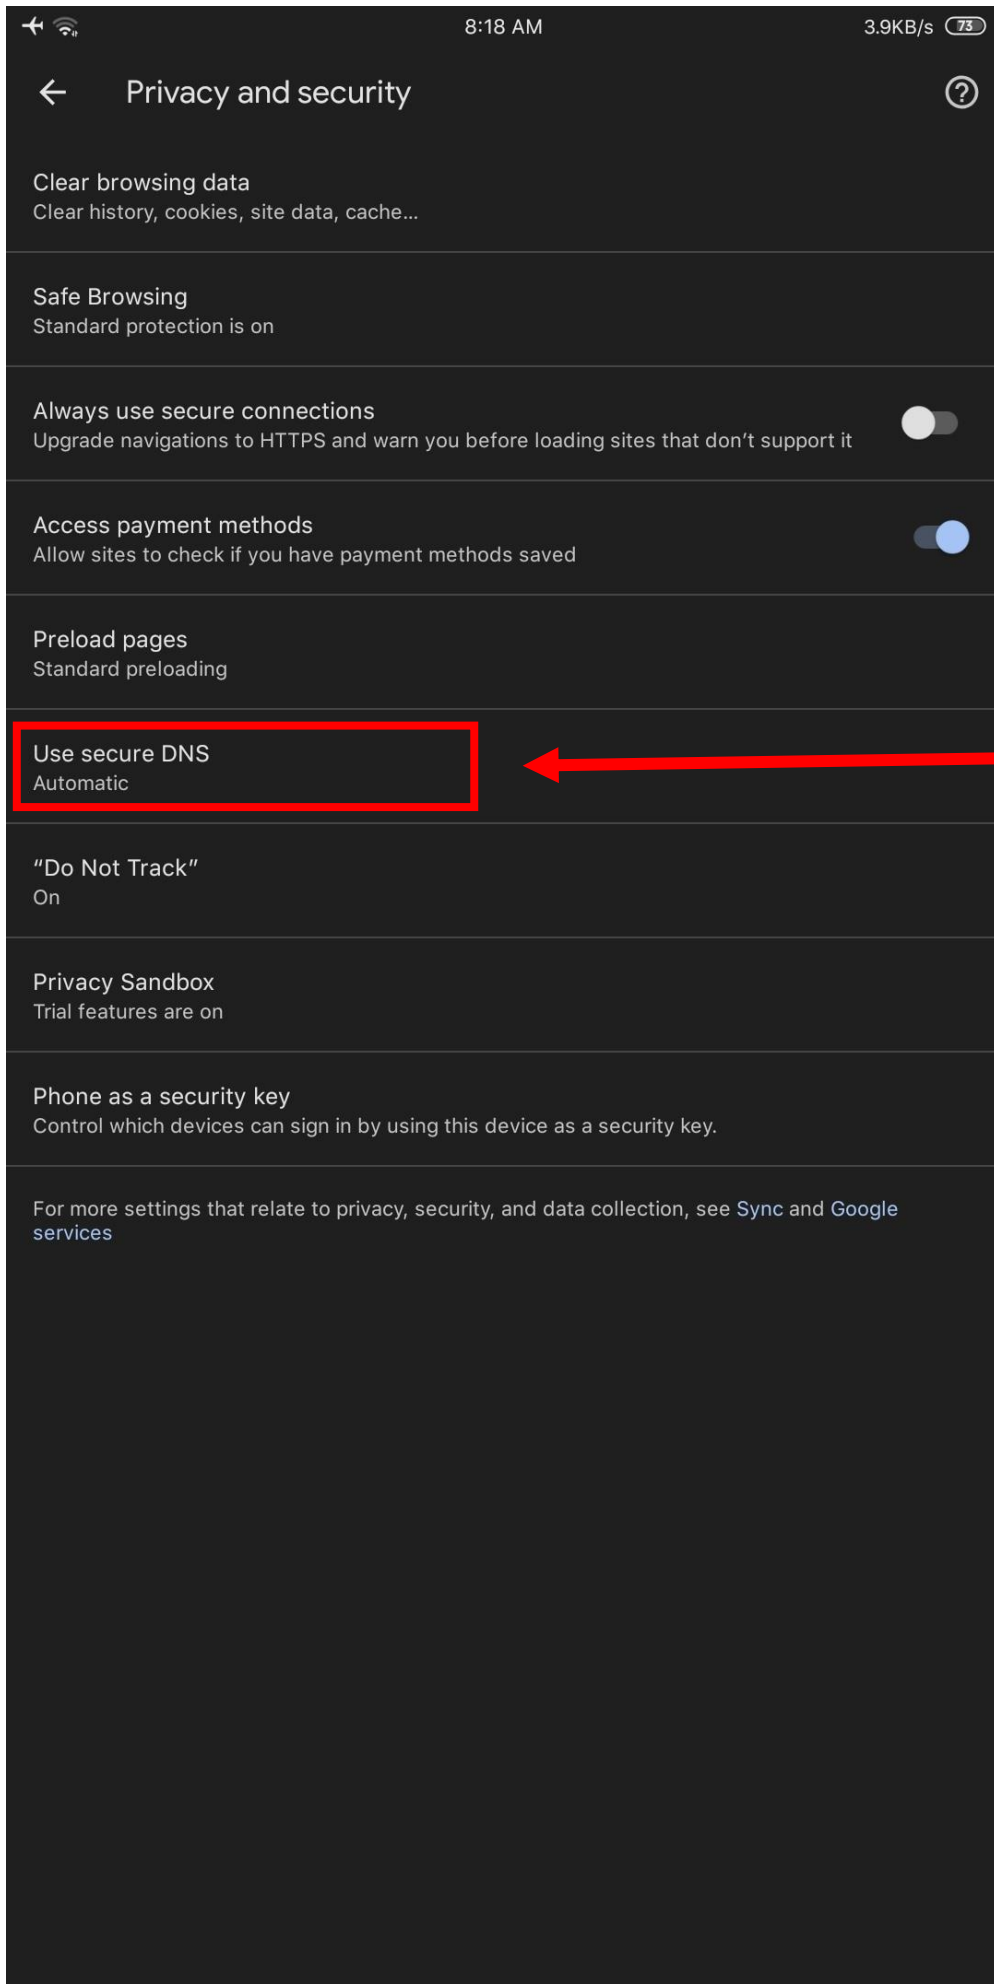 8:18 AM 3.9KB/s 73
Privacy and security
Clear browsing data
Clear history, cookies, site data, cache...
Safe Browsing
Standard protection is on
Always use secure connections
Upgrade navigations to HTTPS and warn you before loading sites that don’t support it
Access payment methods
Allow sites to check if you have payment methods saved
Preload pages
Standard preloading
Use secure DNS
Automatic
“Do Not Track”
On
Privacy Sandbox
Trial features are on
Phone as a security key
Control which devices can sign in by using this device as a security key.
For more settings that relate to privacy, security, and data collection, see Sync and Google
services